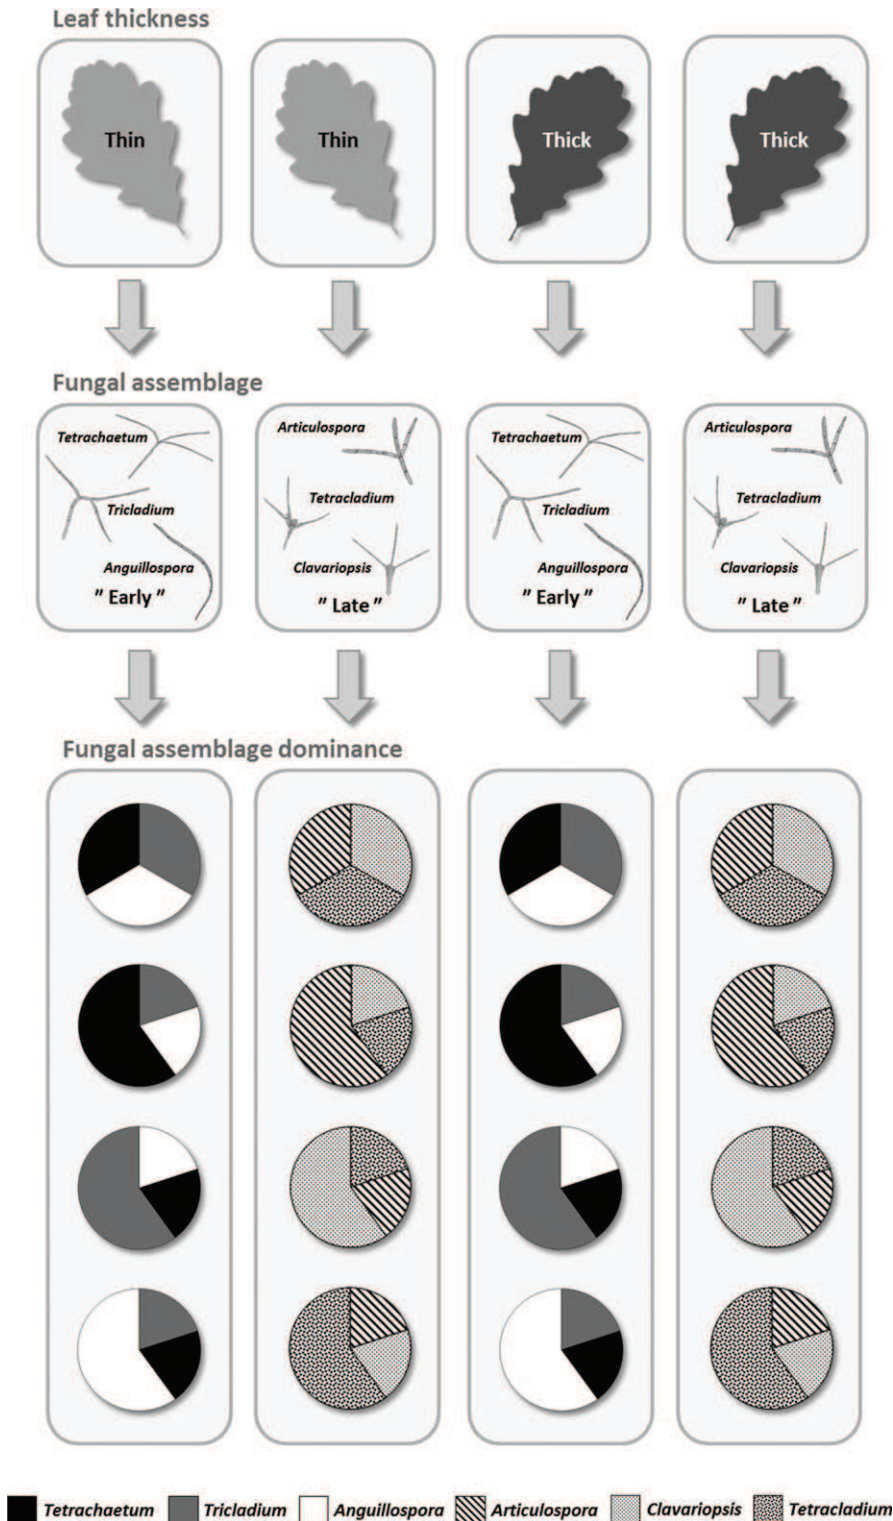 Leaf thickness
Thin
Thin
Thick
Thick
Fungal assemblage
Tetrachaetum
Tricladium
Anguillospora
” Early ”
Articulospora
Tetracladium
Clavariopsis
” Late ”
Tetrachaetum
Tricladium
Anguillospora
” Early ”
Articulospora
Tetracladium
Clavariopsis
” Late ”
Fungal assemblage dominance
Tetrachaetum Tricladium Anguillospora Articulospora Clavariopsis Tetracladium